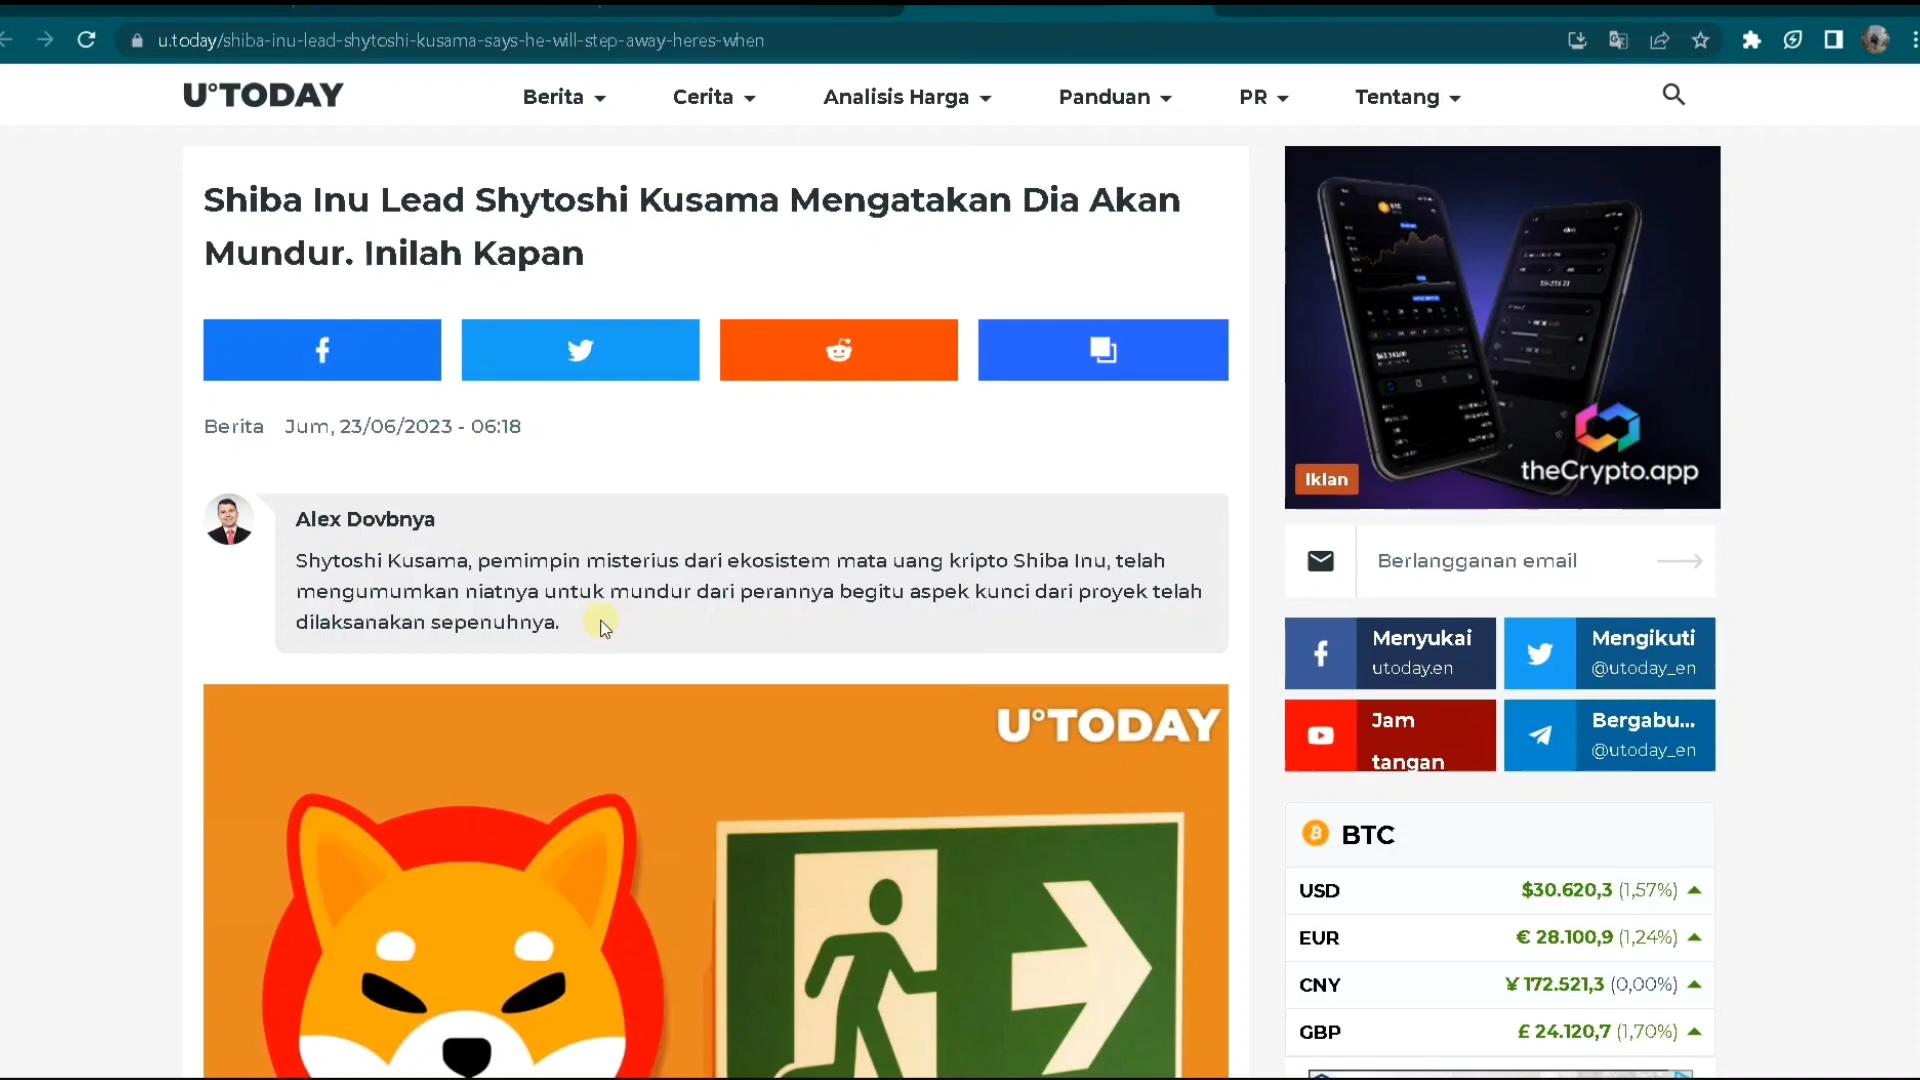 u.today/shiba-inu-lead-shytoshi-kusama-says-he-will-step-away-heres-when
U°TODAY
Berita
Cerita
Analisis Harga
Panduan
PR
Tentang
Shiba Inu Lead Shytoshi Kusama Mengatakan Dia Akan
Mundur. Inilah Kapan
Berita Jum, 23/06/2023 - 06:18
Alex Dovbnya
Shytoshi Kusama, pemimpin misterius dari ekosistem mata uang kripto Shiba Inu, telah
mengumumkan niatnya untuk mundur dari perannya begitu aspek kunci dari proyek telah
dilaksanakan sepenuhnya.
U°TODAY
BTC
theCrypto.app
Iklan
Berlangganan email
Menyukai
utoday.en
Mengikuti
@utoday_en
Jam
tangan
Bergabu...
@utoday_en
BTC
USD $30.620,3 (1,57%)
EUR € 28.100,9 (1,24%)
CNY ¥ 172.521,3 (0,00%)
GBP £ 24.120,7 (1,70%)